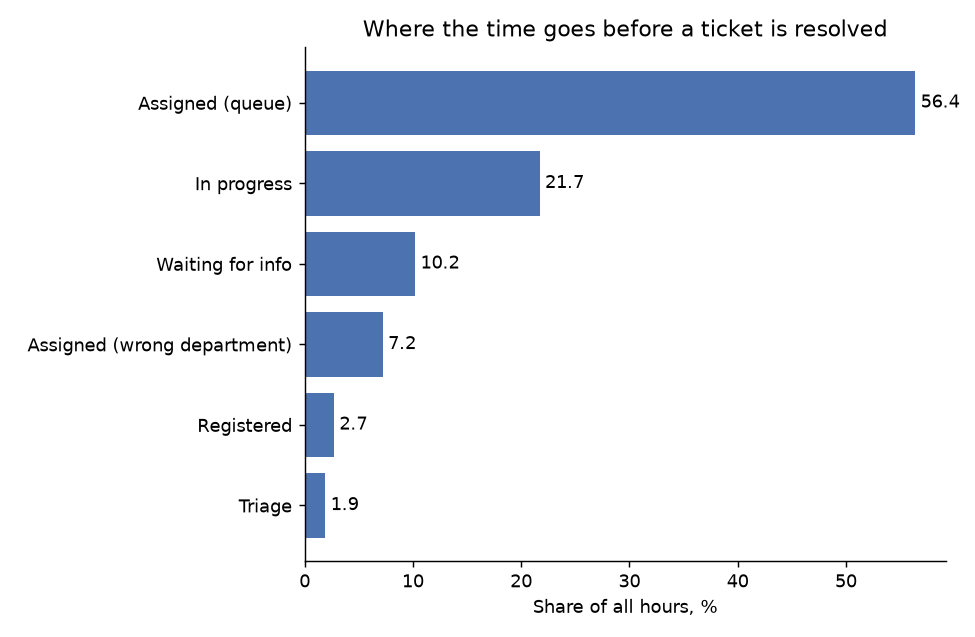 Where the time goes before a ticket is resolved
Assigned (queue)
56.4
In progress
21.7
Waiting for info
10.2
Assigned (wrong department)
7.2
Registered
2.7
Triage
1.9
0 10 20 30 40 50
Share of all hours, %